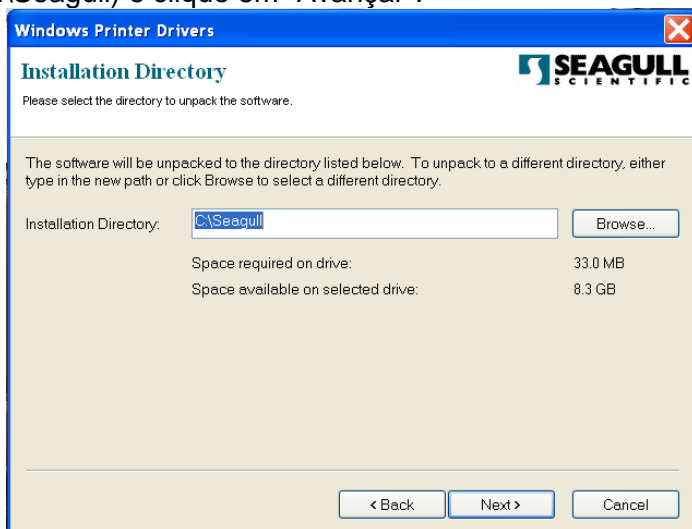 \Seagull) e clique em "Avançar".
Windows Printer Drivers
Installation Directory
SEAGULL
SCIENTIFIC
Please select the directory to unpack the software.
The software will be unpacked to the directory listed below. To unpack to a different directory, either
type in the new path or click Browse to select a different directory.
Installation Directory:
C:\Seagull
Browse...
Space required on drive:
33.0 MB
Space available on selected drive:
8.3 GB
< Back
Next >
Cancel